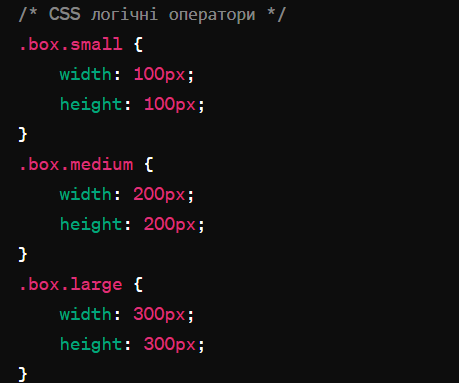 /* CSS логічні оператори */
.box.small {
    width: 100px;
    height: 100px;
}
.box.medium {
    width: 200px;
    height: 200px;
}
.box.large {
    width: 300px;
    height: 300px;
}